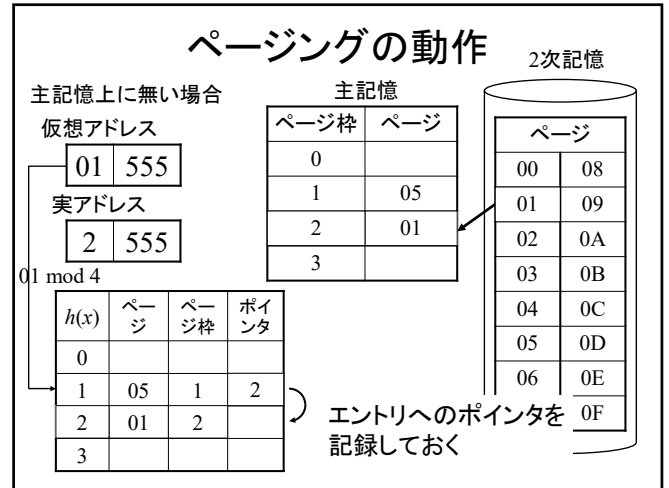 ページングの動作
2次記憶
主記憶上に無い場合
仮想アドレス
01 555
実アドレス
2 555
01 mod 4
主記憶
ページ枠 ページ
0
1 05
2 01
3
ページ
00 08
01 09
02 0A
03 0B
04 0C
05 0D
06 0E
0F
h(x) ページ ページ枠 ポインタ
0
1 05 1 2
2 01 2
3
エントリへのポインタを
記録しておく